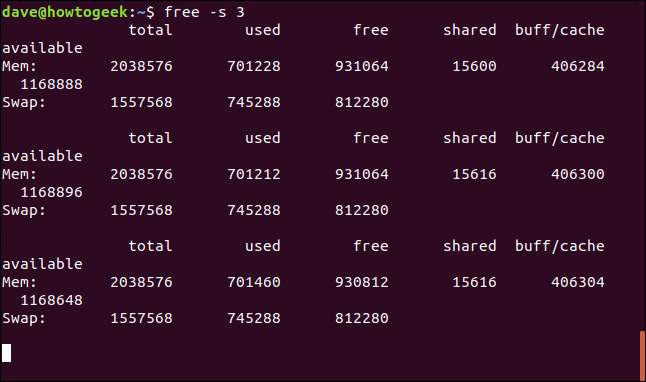 dave@howtogeek:~$ free -s 3
              total        used        free      shared  buff/cache
available
Mem:        2038576      701228      931064       15600      406284
  1168888
Swap:       1557568      745288      812280
              total        used        free      shared  buff/cache
available
Mem:        2038576      701212      931064       15616      406300
  1168896
Swap:       1557568      745288      812280
              total        used        free      shared  buff/cache
available
Mem:        2038576      701460      930812       15616      406304
  1168648
Swap:       1557568      745288      812280